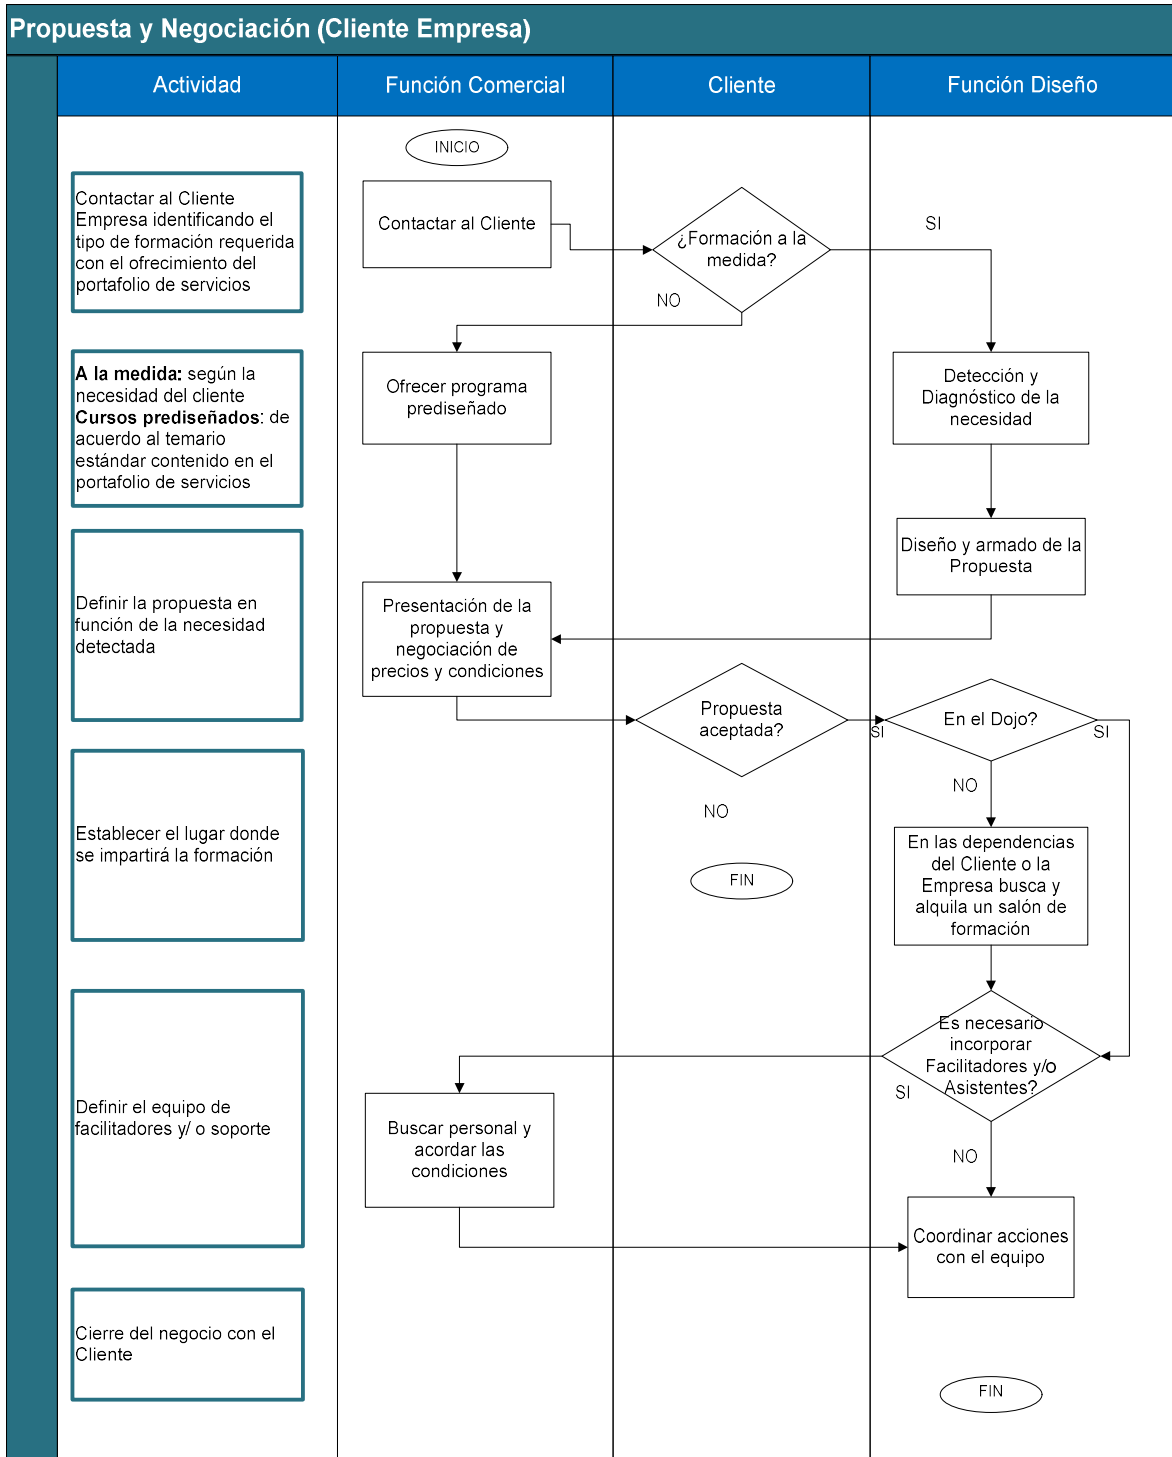 Propuesta y Negociación (Cliente Empresa)
Actividad
Función Comercial
Cliente
Función Diseño
INICIO
Contactar al Cliente
Empresa identificando el
tipo de formación requerida
con el ofrecimiento del
portafolio de servicios
Contactar al Cliente
¿Formación a la
medida?
SI
NO
A la medida: según la
necesidad del cliente
Cursos prediseñados: de
acuerdo al temario
estándar contenido en el
portafolio de servicios
Ofrecer programa
prediseñado
Detección y
Diagnóstico de la
necesidad
Diseño y armado de la
Propuesta
Definir la propuesta en
función de la necesidad
detectada
Presentación de la
propuesta y
negociación de
precios y condiciones
Propuesta
aceptada?
SI
En el Dojo?
SI
NO
NO
Establecer el lugar donde
se impartirá la formación
FIN
En las dependencias
del Cliente o la
Empresa busca y
alquila un salón de
formación
Es necesario
incorporar
Facilitadores y/o
Asistentes?
SI
NO
Definir el equipo de
facilitadores y/ o soporte
Buscar personal y
acordar las
condiciones
Coordinar acciones
con el equipo
Cierre del negocio con el
Cliente
FIN